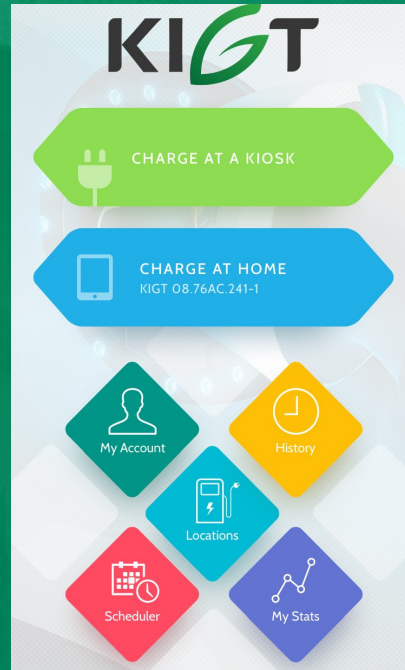 KIGT
CHARGE AT A KIOSK
CHARGE AT HOME
KIGT 08.76AC.241-1
My Account
History
Locations
Scheduler
My Stats